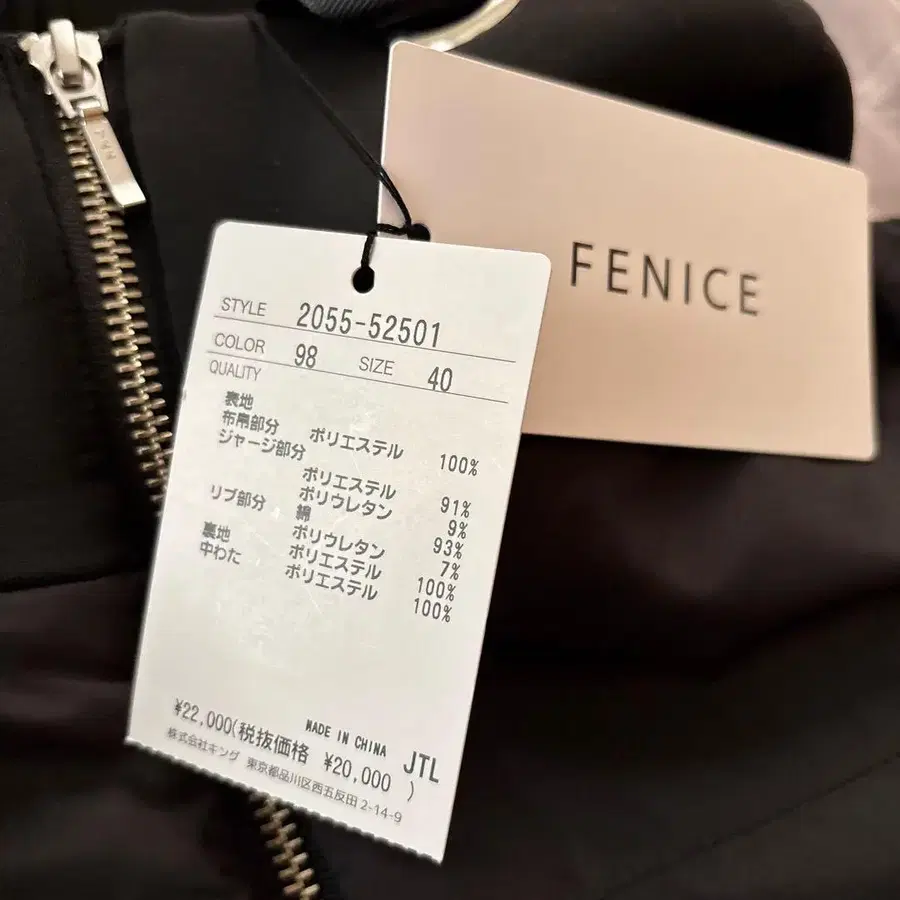 FENICE
STYLE 2055-52501
COLOR 98 SIZE 40
QUALITY
表地
布帛部分 ポリエステル 100%
ジャージ部分
ポリエステル 91%
ポリウレタン 9%
リブ部分 綿 93%
ポリウレタン 7%
裏地 ポリエステル 100%
中わた ポリエステル 100%
MADE IN CHINA JTL
¥22,000(税抜価格 ¥20,000)
株式会社キング 東京都品川区西五反田 2-14-9